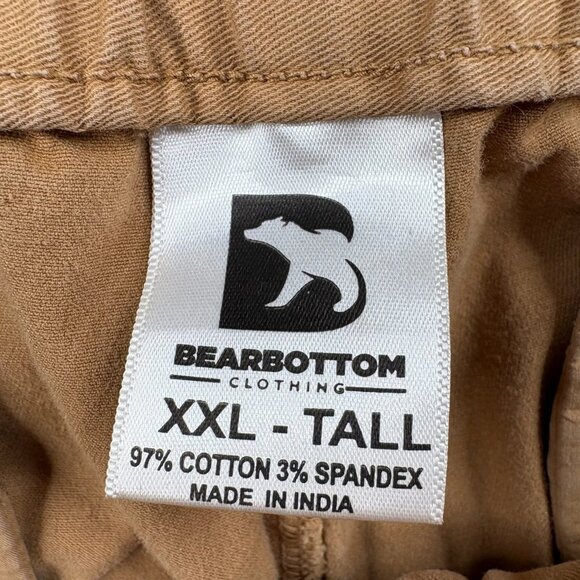 BEARBOTTOM
CLOTHING
XXL - TALL
97% COTTON 3% SPANDEX
MADE IN INDIA